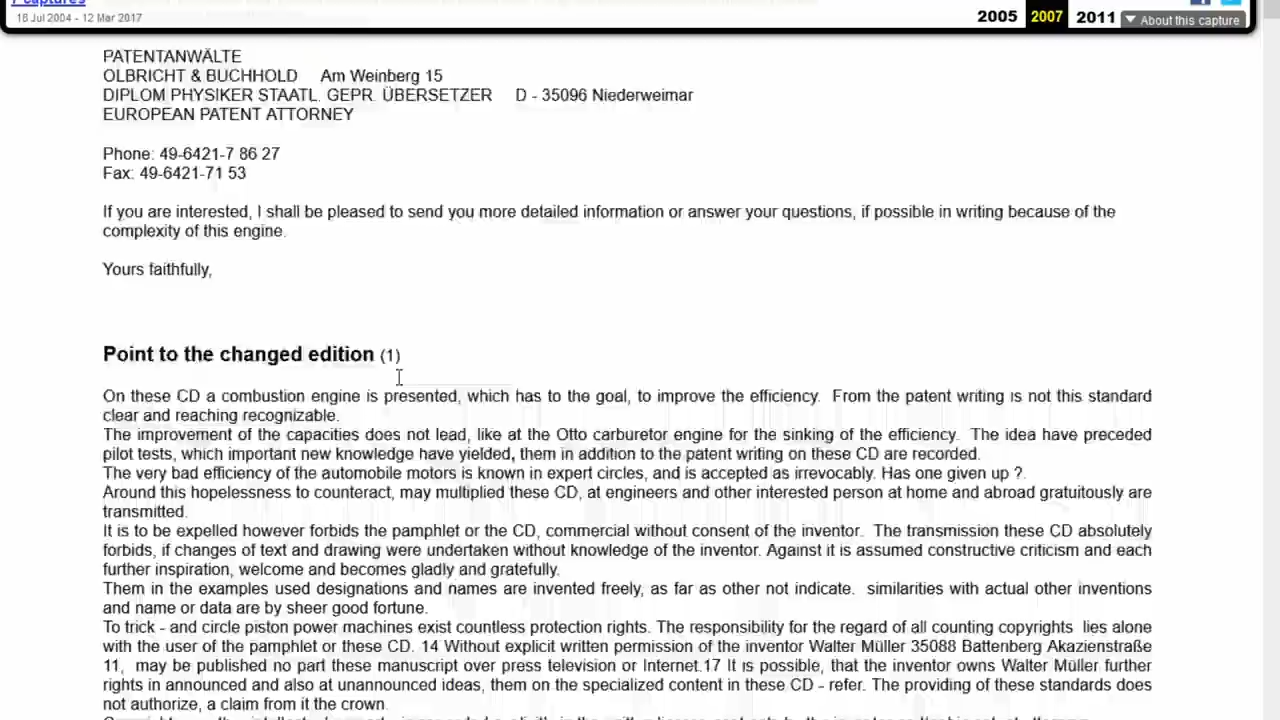 7 captures
18 Jul 2004 - 12 Mar 2017
2005 2007 2011 About this capture
PATENTANWÄLTE
OLBRICHT & BUCHHOLD Am Weinberg 15
DIPLOM PHYSIKER STAATL. GEPR. ÜBERSETZER D - 35096 Niederweimar
EUROPEAN PATENT ATTORNEY
Phone: 49-6421-7 86 27
Fax: 49-6421-71 53
If you are interested, I shall be pleased to send you more detailed information or answer your questions, if possible in writing because of the
complexity of this engine.
Yours faithfully,
Point to the changed edition (1)
On these CD a combustion engine is presented, which has to the goal, to improve the efficiency. From the patent writing is not this standard
clear and reaching recognizable.
The improvement of the capacities does not lead, like at the Otto carburetor engine for the sinking of the efficiency. The idea have preceded
pilot tests, which important new knowledge have yielded, them in addition to the patent writing on these CD are recorded.
The very bad efficiency of the automobile motors is known in expert circles, and is accepted as irrevocably. Has one given up ?.
Around this hopelessness to counteract, may multiplied these CD, at engineers and other interested person at home and abroad gratuitously are
transmitted.
It is to be expelled however forbids the pamphlet or the CD, commercial without consent of the inventor. The transmission these CD absolutely
forbids, if changes of text and drawing were undertaken without knowledge of the inventor. Against it is assumed constructive criticism and each
further inspiration, welcome and becomes gladly and gratefully.
Them in the examples used designations and names are invented freely, as far as other not indicate. similarities with actual other inventions
and name or data are by sheer good fortune.
To trick - and circle piston power machines exist countless protection rights. The responsibility for the regard of all counting copyrights lies alone
with the user of the pamphlet or these CD. 14 Without explicit written permission of the inventor Walter Müller 35088 Battenberg Akazienstraße
11, may be published no part these manuscript over press television or Internet.17 It is possible, that the inventor owns Walter Müller further
rights in announced and also at unannounced ideas, them on the specialized content in these CD - refer. The providing of these standards does
not authorize, a claim from it the crown.